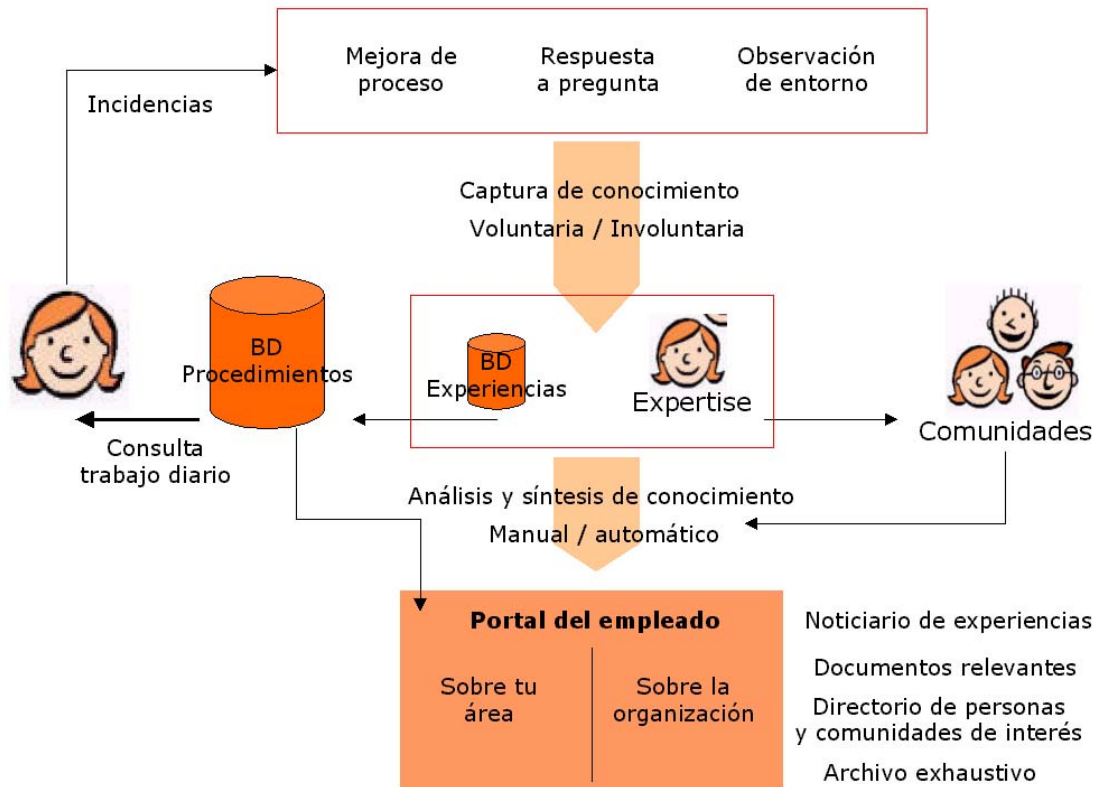 Mejora de
proceso
Respuesta
a pregunta
Observación
de entorno
Incidencias
Captura de conocimiento
Voluntaria / Involuntaria
BD
Procedimientos
BD
Experiencias
Expertise
Comunidades
Consulta
trabajo diario
Análisis y síntesis de conocimiento
Manual / automático
Portal del empleado
Sobre tu
área
Sobre la
organización
Noticiario de experiencias
Documentos relevantes
Directorio de personas
y comunidades de interés
Archivo exhaustivo